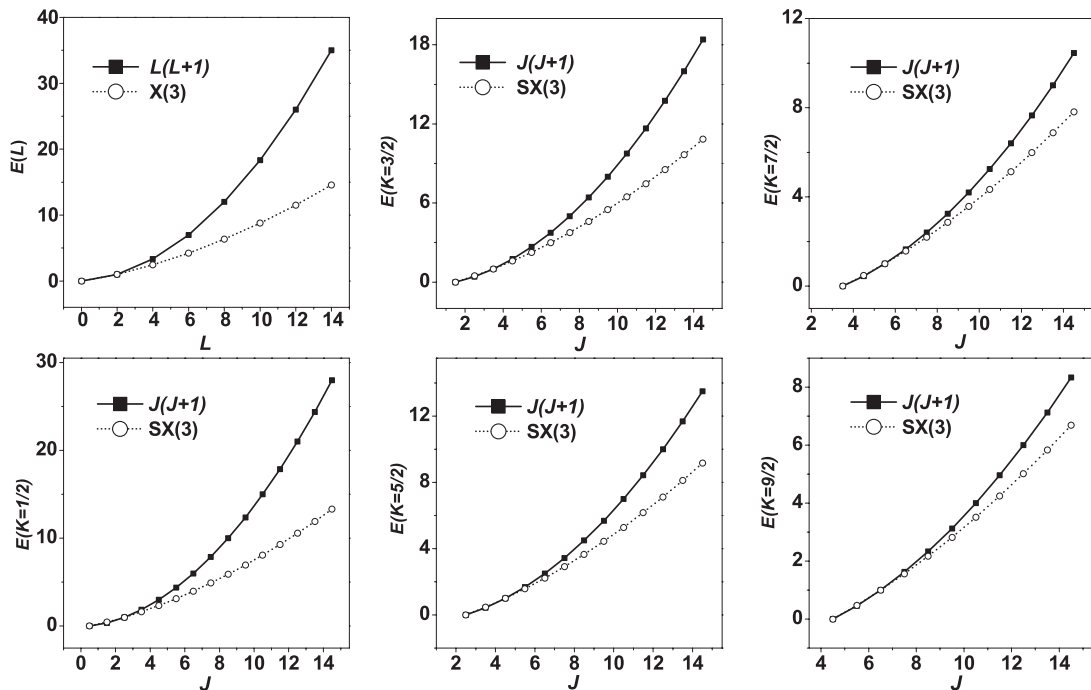 40
30
20
10
0
E(L)
L(L+1)
X(3)
0 2 4 6 8 10 12 14
L
18
12
6
0
E(K=3/2)
J(J+1)
SX(3)
2 4 6 8 10 12 14
J
12
8
4
0
E(K=7/2)
J(J+1)
SX(3)
2 4 6 8 10 12 14
J
30
20
10
0
E(K=1/2)
J(J+1)
SX(3)
0 2 4 6 8 10 12 14
J
12
8
4
0
E(K=5/2)
J(J+1)
SX(3)
2 4 6 8 10 12 14
J
8
6
4
2
0
E(K=9/2)
J(J+1)
SX(3)
4 6 8 10 12 14
J